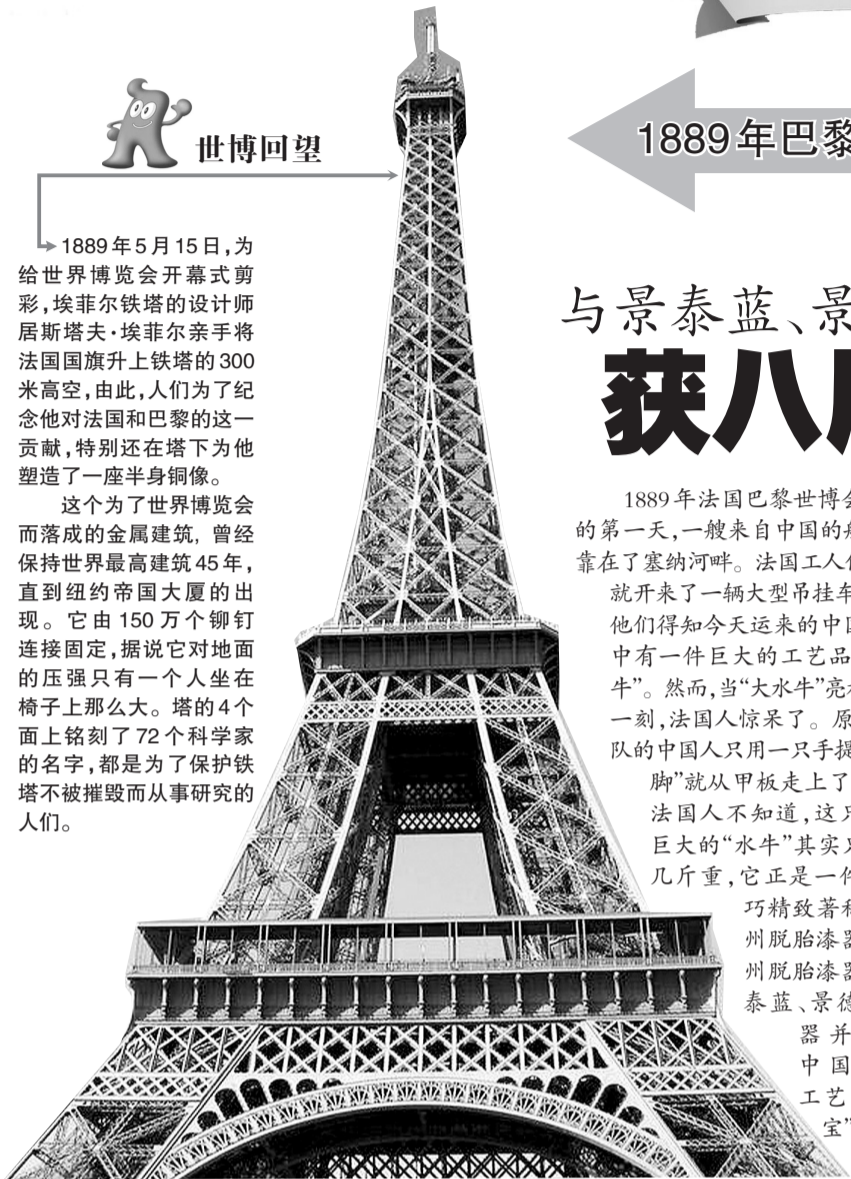 世博回望
1889年5月15日,为
给世界博览会开幕式剪
彩,埃菲尔铁塔的设计师
居斯塔夫·埃菲尔亲手将
法国国旗升上铁塔的300
米高空,由此,人们为了纪
念他对法国和巴黎的这一
贡献,特别还在塔下为他
塑造了一座半身铜像。
这个为了世界博览会
而落成的金属建筑,曾经
保持世界最高建筑45年,
直到纽约帝国大厦的出
现。它由150万个铆钉
连接固定,据说它对地面
的压强只有一个人坐在
椅子上那么大。塔的4个
面上铭刻了72个科学家
的名字,都是为了保护铁
塔不被摧毁而从事研究的
人们。
1889年巴黎
与景泰蓝、景
获八
1889年法国巴黎世博会
的第一天,一艘来自中国的
靠在了塞纳河畔。法国工人
就开来了一辆大型吊挂车
他们得知今天运来的中国
中有一件巨大的工艺品
牛”。然而,当“大水牛”亮
一刻,法国人惊呆了。原
队的中国人只用一只手提
脚”就从甲板走上了
法国人不知道,这只
巨大的“水牛”其实只
几斤重,它正是一件
巧精致著称
州脱胎漆器
州脱胎漆器
泰蓝、景德
器并
中国
工艺
宝”